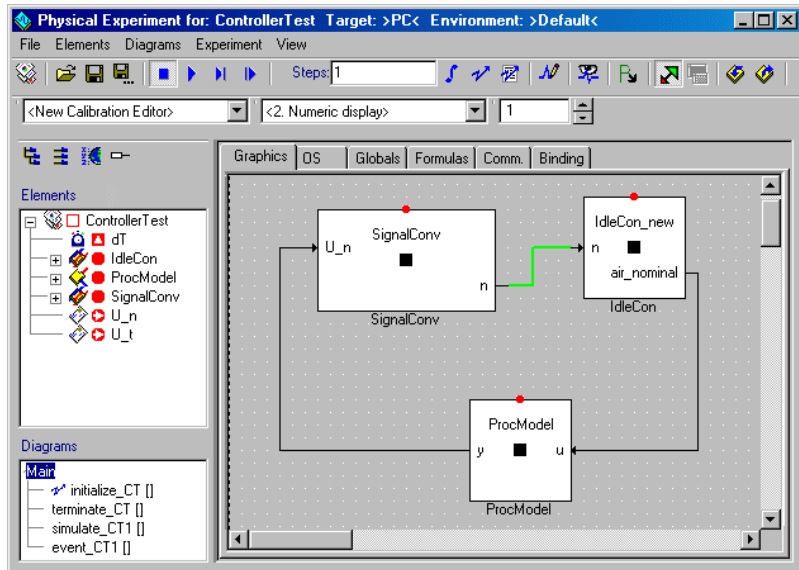 Physical Experiment for: ControllerTest Target: >PC< Environment: >Default<
File Elements Diagrams Experiment View
Steps: 1
<New Calibration Editor> <2. Numeric display> 1
Graphics OS Globals Formulas Comm. Binding
Elements
ControllerTest
dT
IdleCon
ProcModel
SignalConv
U_n
U_t
Diagrams
Main
initialize_CT []
terminate_CT []
simulate_CT1 []
event_CT1 []
SignalConv
U_n
n
SignalConv
IdleCon_new
n
air_nominal
IdleCon
ProcModel
y u
ProcModel